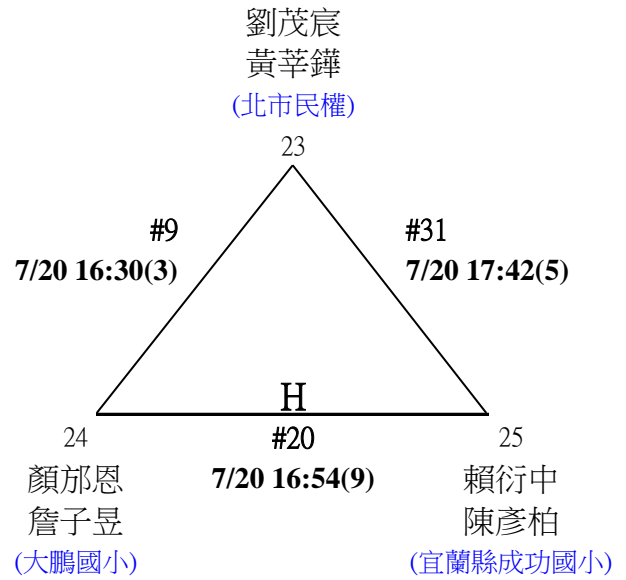 劉茂宸
黃莘鏵
(北市民權)
23
#9
7/20 16:30(3)
#31
7/20 17:42(5)
H
24
#20
25
7/20 16:54(9)
顏邡恩
詹子昱
(大鵬國小)
賴衍中
陳彥柏
(宜蘭縣成功國小)